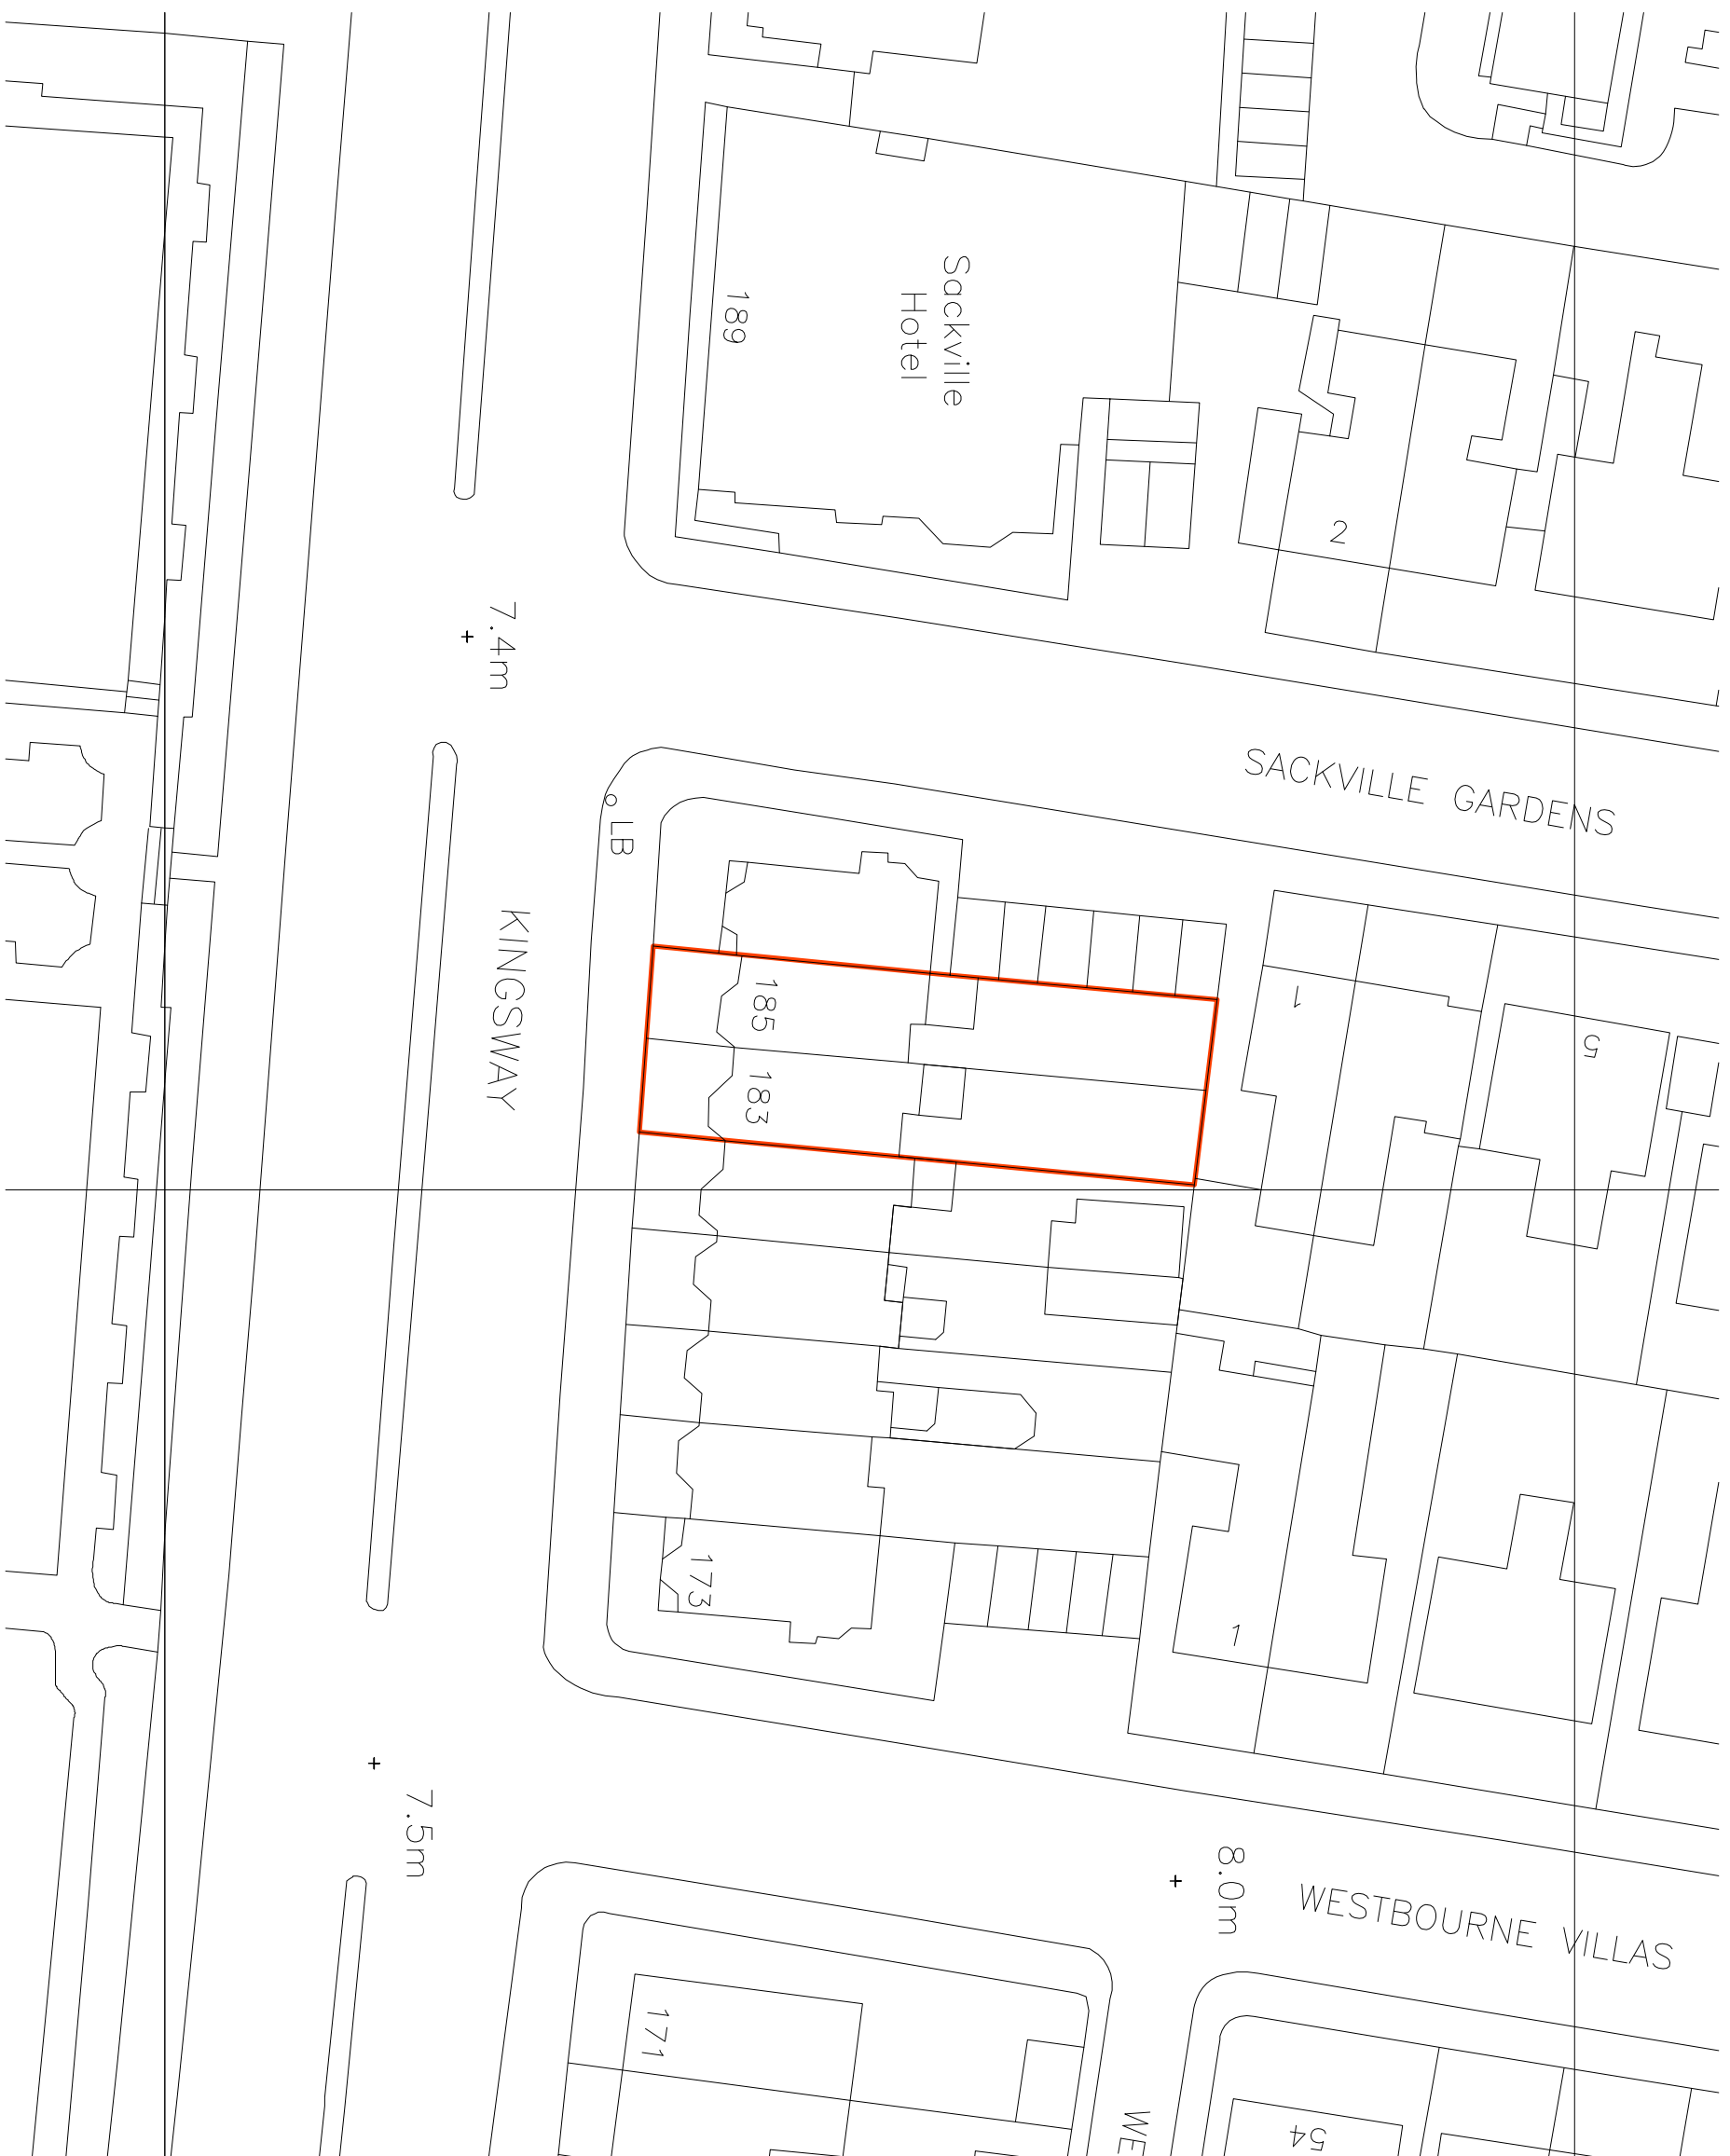 Sackville
Hotel
189
2
7.4m
SACKVILLE GARDENS
LB
KINGSWAY
185
183
1
5
173
1
7.5m
8.0m
WESTBOURNE VILLAS
171
WE
54